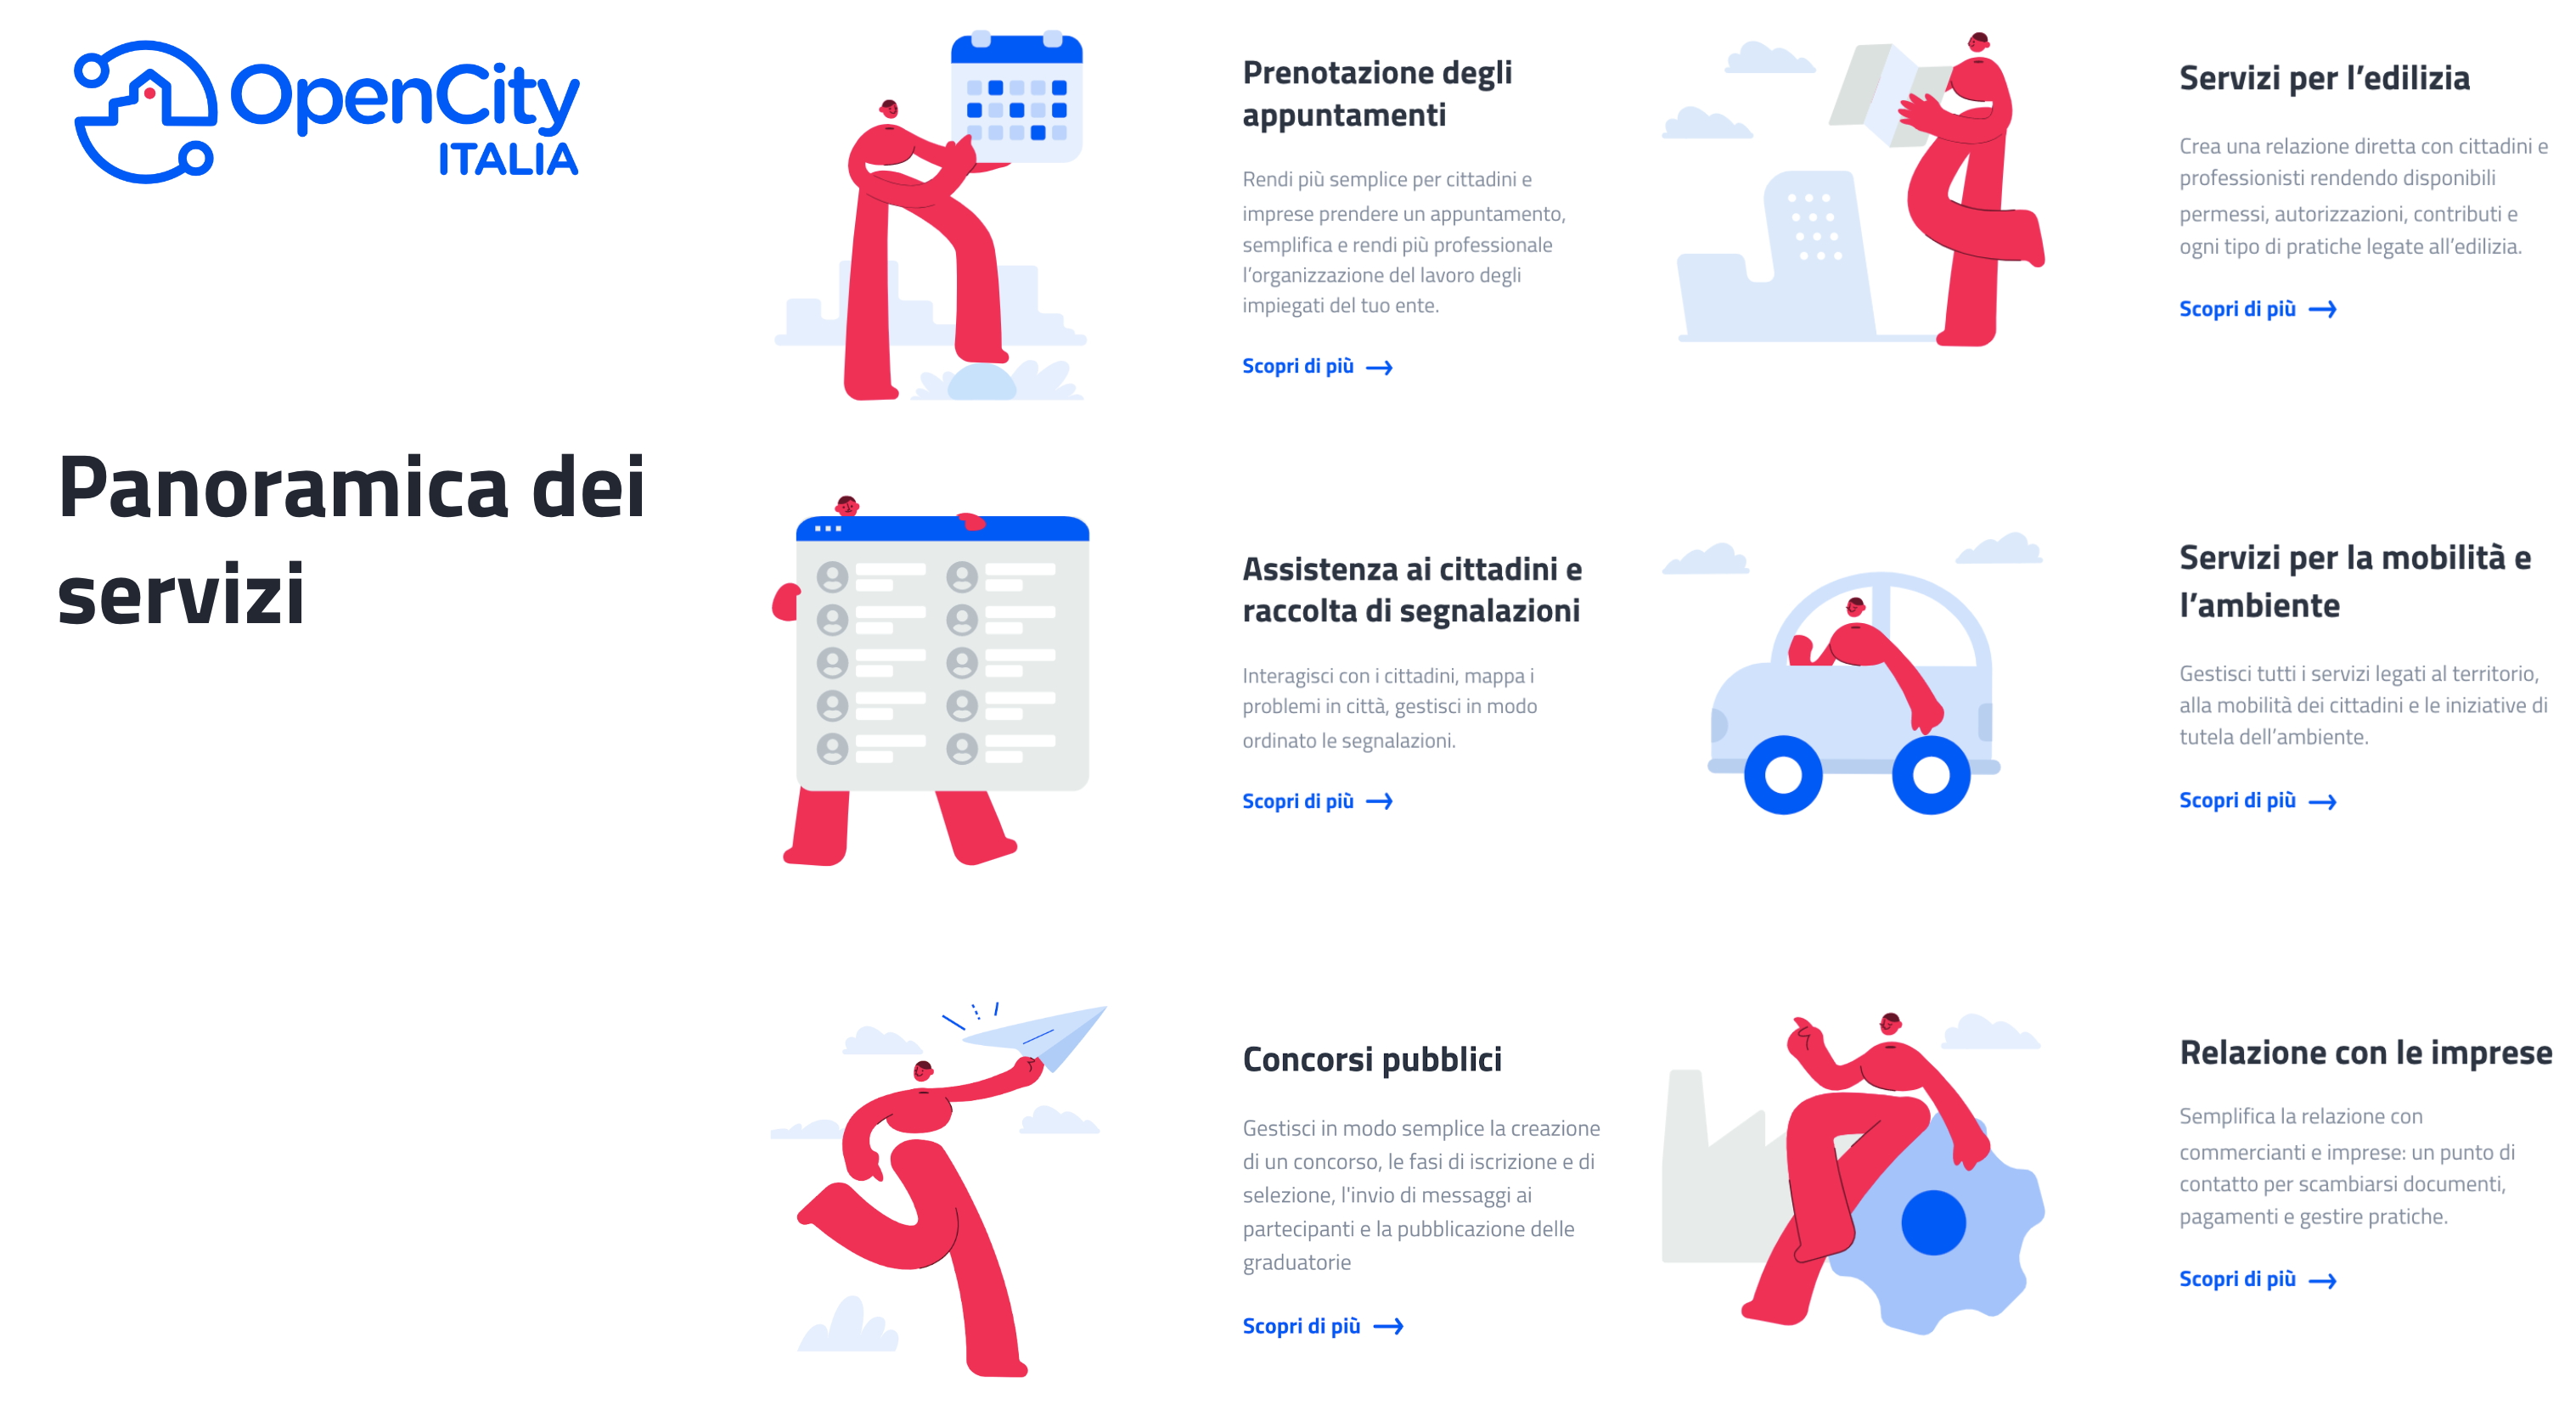 OpenCity
ITALIA
Panoramica dei
servizi
Prenotazione degli
appuntamenti
Rendi più semplice per cittadini e
imprese prendere un appuntamento,
semplifica e rendi più professionale
l’organizzazione del lavoro degli
impiegati del tuo ente.
Scopri di più
Servizi per l’edilizia
Crea una relazione diretta con cittadini e
professionisti rendendo disponibili
permessi, autorizzazioni, contributi e
ogni tipo di pratiche legate all’edilizia.
Scopri di più
Assistenza ai cittadini e
raccolta di segnalazioni
Interagisci con i cittadini, mappa i
problemi in città, gestisci in modo
ordinato le segnalazioni.
Scopri di più
Servizi per la mobilità e
l’ambiente
Gestisci tutti i servizi legati al territorio,
alla mobilità dei cittadini e le iniziative di
tutela dell’ambiente.
Scopri di più
Concorsi pubblici
Gestisci in modo semplice la creazione
di un concorso, le fasi di iscrizione e di
selezione, l'invio di messaggi ai
partecipanti e la pubblicazione delle
graduatorie
Scopri di più
Relazione con le imprese
Semplifica la relazione con
commercianti e imprese: un punto di
contatto per scambiarsi documenti,
pagamenti e gestire pratiche.
Scopri di più